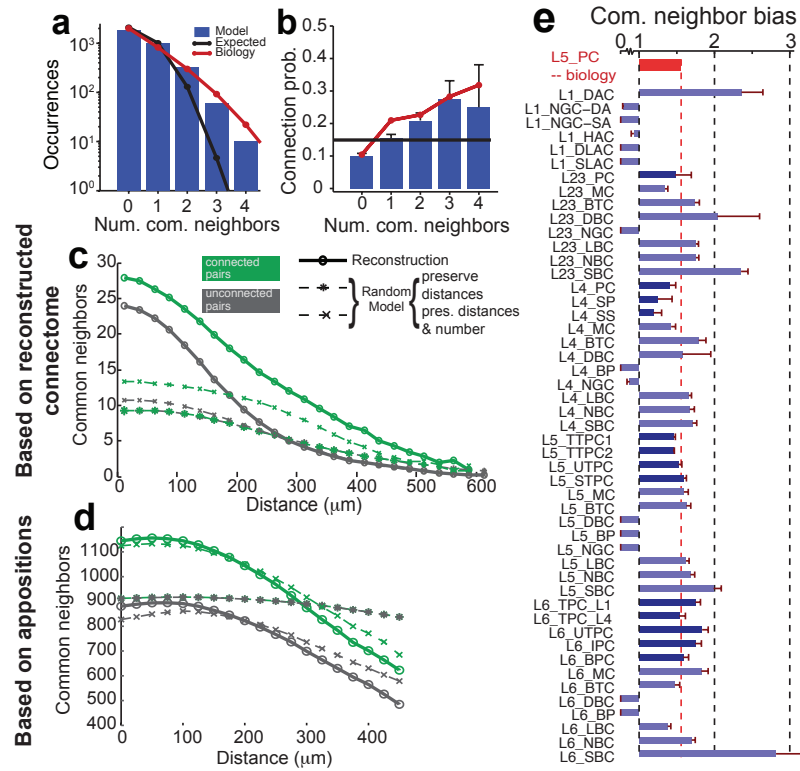 a
Model
Expected
Biology
Occurrences
10³
10²
10¹
10⁰
0 1 2 3 4
Num. com. neighbors
b
Connection prob.
0.5
0.4
0.3
0.2
0.1
0
0 1 2 3 4
Num. com. neighbors
Based on reconstructed connectome
c
connected pairs
unconnected pairs
Reconstruction
Random Model
preserve distances
pres. distances & number
Common neighbors
30
25
20
15
10
5
0
0 100 200 300 400 500 600
Distance (μm)
Based on appositions
d
Common neighbors
1100
1000
900
800
700
600
500
400
0 100 200 300 400
Distance (μm)
e
Com. neighbor bias
0 1 2 3
L5_PC
-- biology
L1_DAC
L1_NGC-DA
L1_NGC-SA
L1_HAC
L1_DLAC
L1_SLAC
L23_PC
L23_MC
L23_BTC
L23_DBC
L23_NGC
L23_LBC
L23_NBC
L23_SBC
L4_PC
L4_SP
L4_SS
L4_MC
L4_BTC
L4_DBC
L4_BP
L4_NGC
L4_LBC
L4_NBC
L4_SBC
L5_TTPC1
L5_TTPC2
L5_UTPC
L5_STPC
L5_MC
L5_BTC
L5_DBC
L5_BP
L5_NGC
L5_LBC
L5_NBC
L5_SBC
L6_TPC_L1
L6_TPC_L4
L6_UTPC
L6_IPC
L6_BPC
L6_MC
L6_BTC
L6_DBC
L6_BP
L6_LBC
L6_NBC
L6_SBC